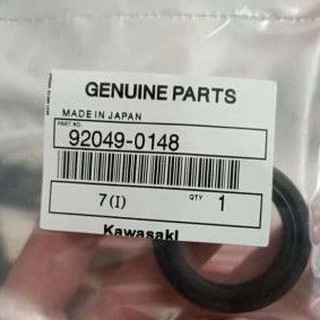 GENUINE PARTS
MADE IN JAPAN
PART NO.
92049-0148
7(I) QTY 1
Kawasaki